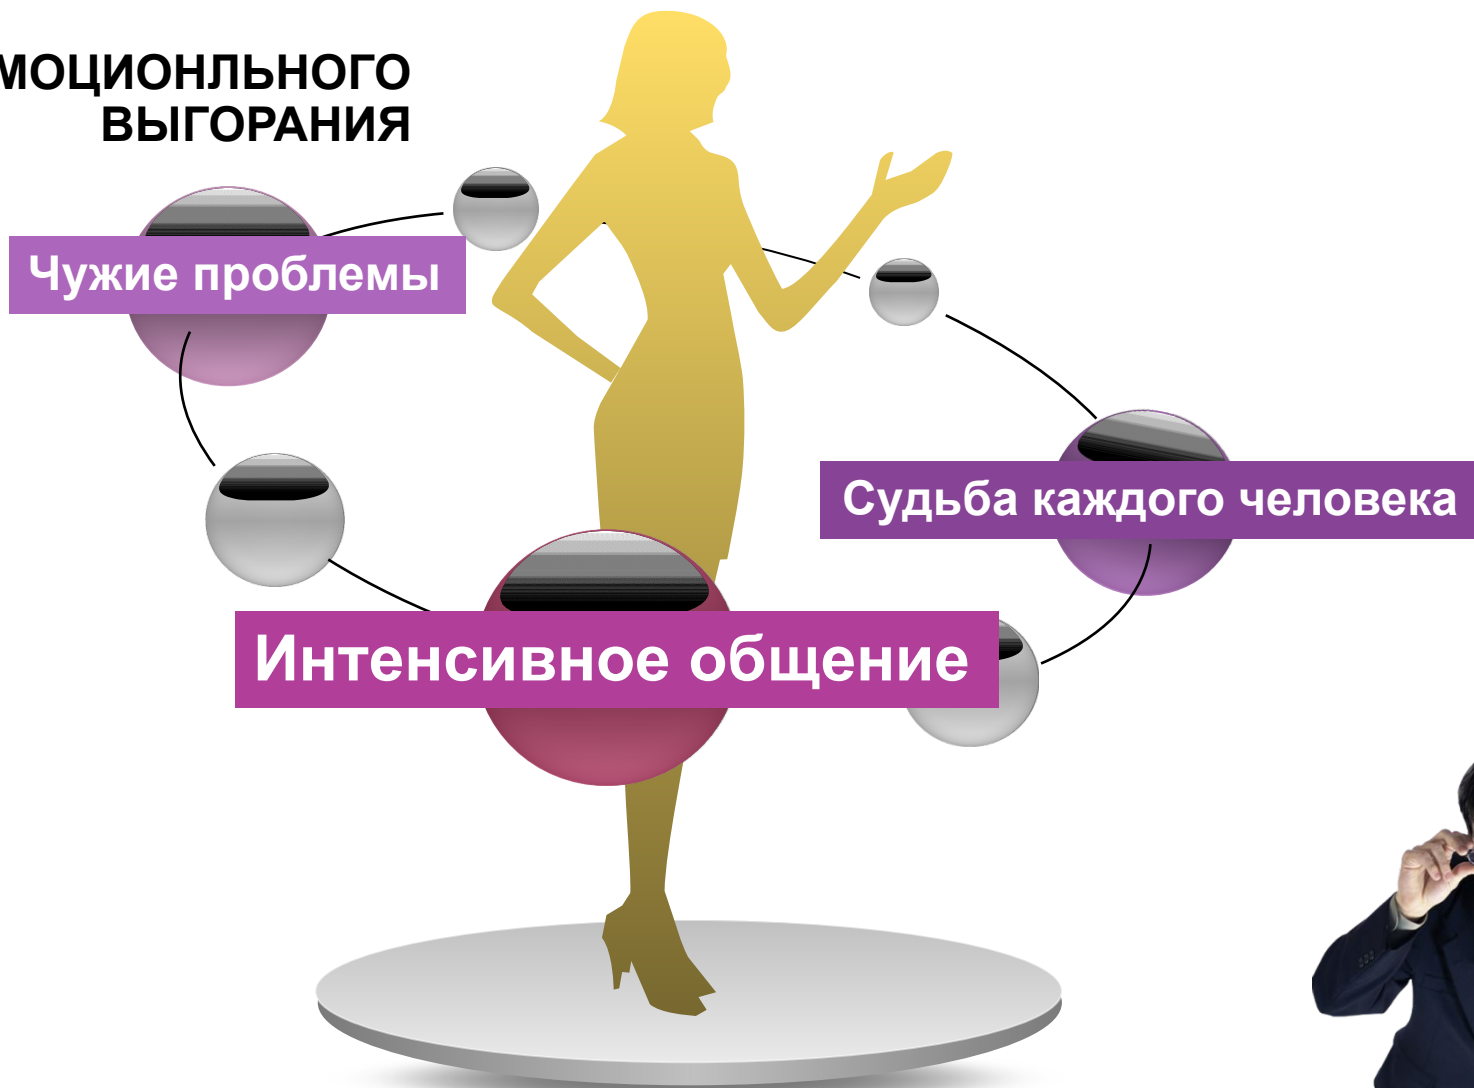 МОЦИОНЛЬНОГО
ВЫГОРАНИЯ
Чужие проблемы
Судьба каждого человека
Интенсивное общение